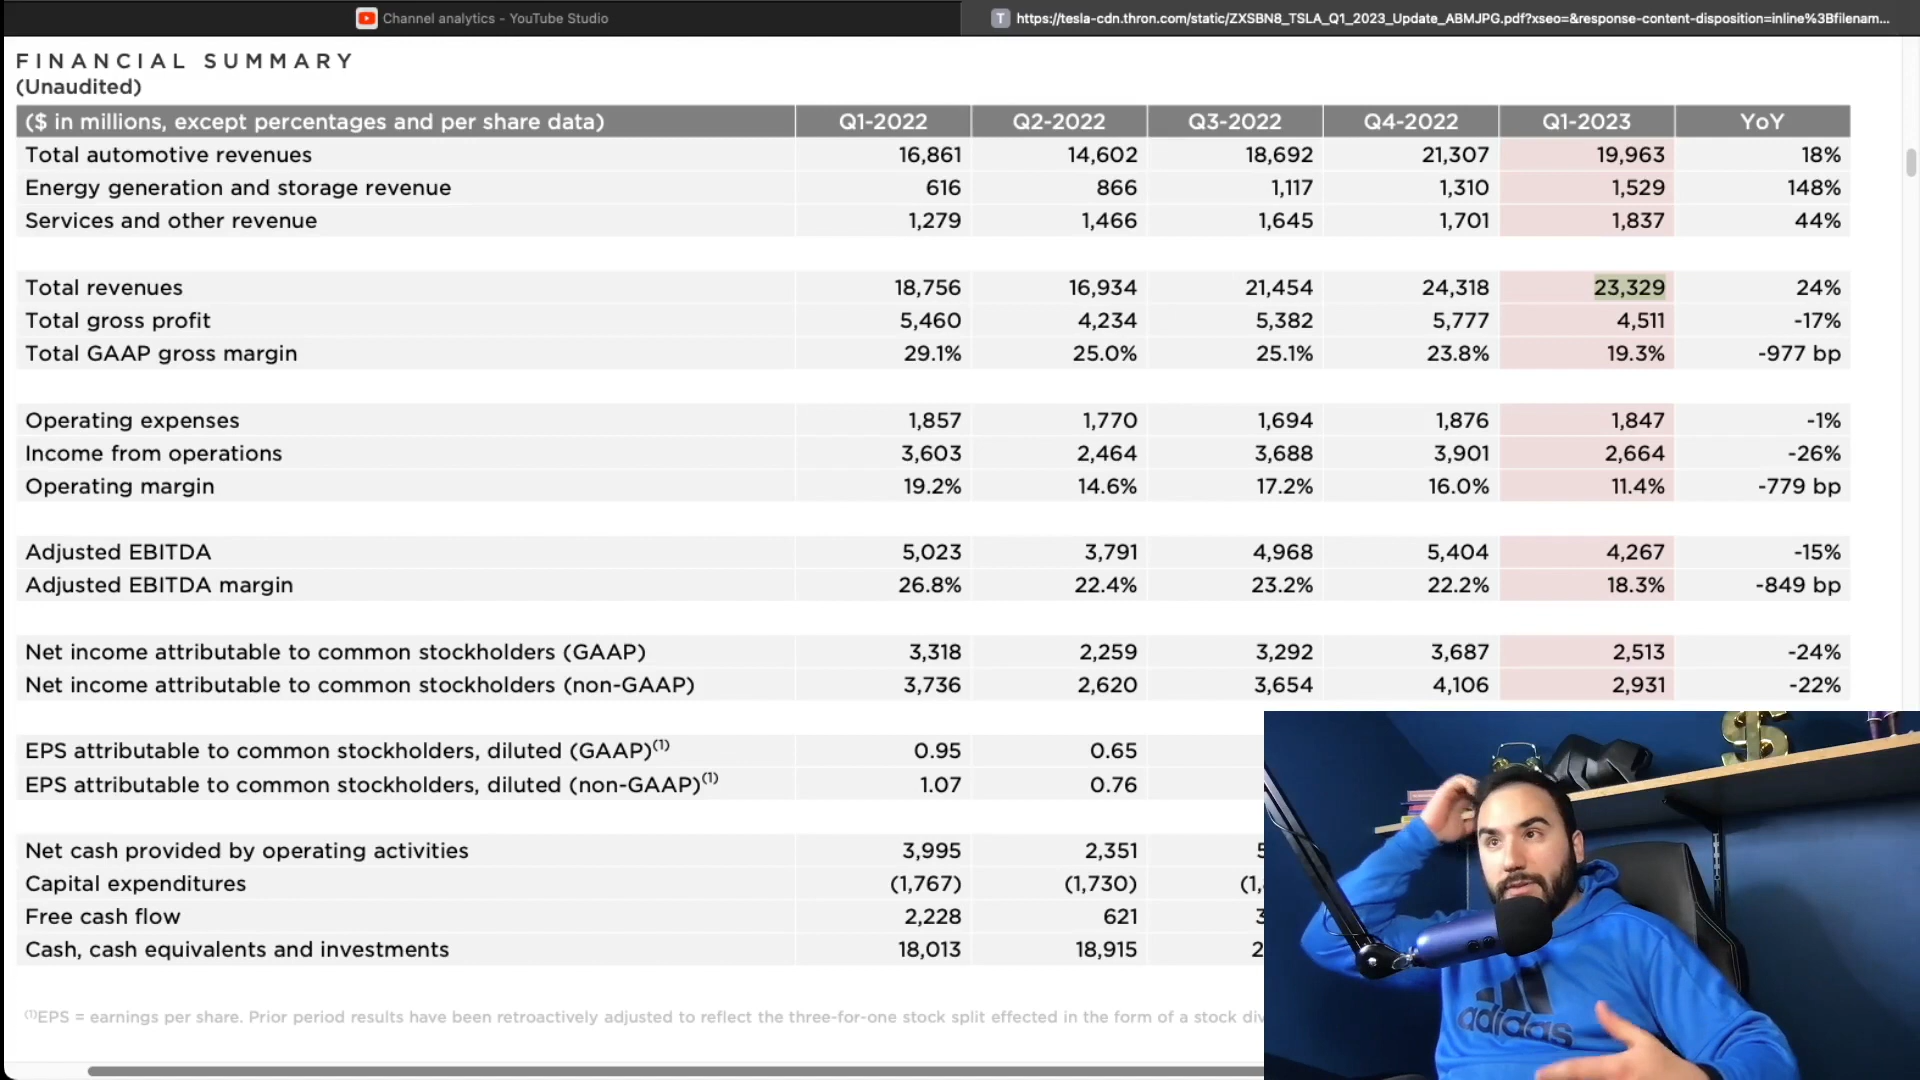 Channel analytics - YouTube Studio
T https://tesla-cdn.thron.com/static/ZXSBN8_TSLA_Q1_2023_Update_ABMJPG.pdf?xseo=&response-content-disposition=inline%3Bfilenam...
FINANCIAL SUMMARY
(Unaudited)
($ in millions, except percentages and per share data) Q1-2022 Q2-2022 Q3-2022 Q4-2022 Q1-2023 YoY
Total automotive revenues 16,861 14,602 18,692 21,307 19,963 18%
Energy generation and storage revenue 616 866 1,117 1,310 1,529 148%
Services and other revenue 1,279 1,466 1,645 1,701 1,837 44%
Total revenues 18,756 16,934 21,454 24,318 23,329 24%
Total gross profit 5,460 4,234 5,382 5,777 4,511 -17%
Total GAAP gross margin 29.1% 25.0% 25.1% 23.8% 19.3% -977 bp
Operating expenses 1,857 1,770 1,694 1,876 1,847 -1%
Income from operations 3,603 2,464 3,688 3,901 2,664 -26%
Operating margin 19.2% 14.6% 17.2% 16.0% 11.4% -779 bp
Adjusted EBITDA 5,023 3,791 4,968 5,404 4,267 -15%
Adjusted EBITDA margin 26.8% 22.4% 23.2% 22.2% 18.3% -849 bp
Net income attributable to common stockholders (GAAP) 3,318 2,259 3,292 3,687 2,513 -24%
Net income attributable to common stockholders (non-GAAP) 3,736 2,620 3,654 4,106 2,931 -22%
EPS attributable to common stockholders, diluted (GAAP)(1) 0.95 0.65
EPS attributable to common stockholders, diluted (non-GAAP)(1) 1.07 0.76
Net cash provided by operating activities 3,995 2,351 5
Capital expenditures (1,767) (1,730) (1,
Free cash flow 2,228 621 3
Cash, cash equivalents and investments 18,013 18,915 2
(1)EPS = earnings per share. Prior period results have been retroactively adjusted to reflect the three-for-one stock split effected in the form of a stock div
adidas